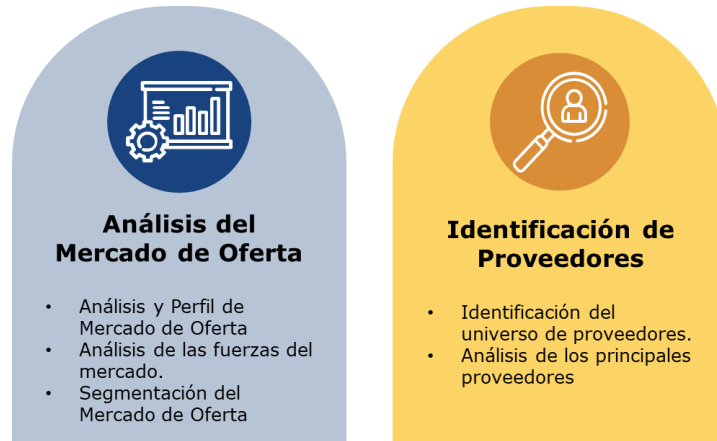 Análisis del
Mercado de Oferta
• Análisis y Perfil de
Mercado de Oferta
• Análisis de las fuerzas del
mercado.
• Segmentación del
Mercado de Oferta
Identificación de
Proveedores
• Identificación del
universo de proveedores.
• Análisis de los principales
proveedores